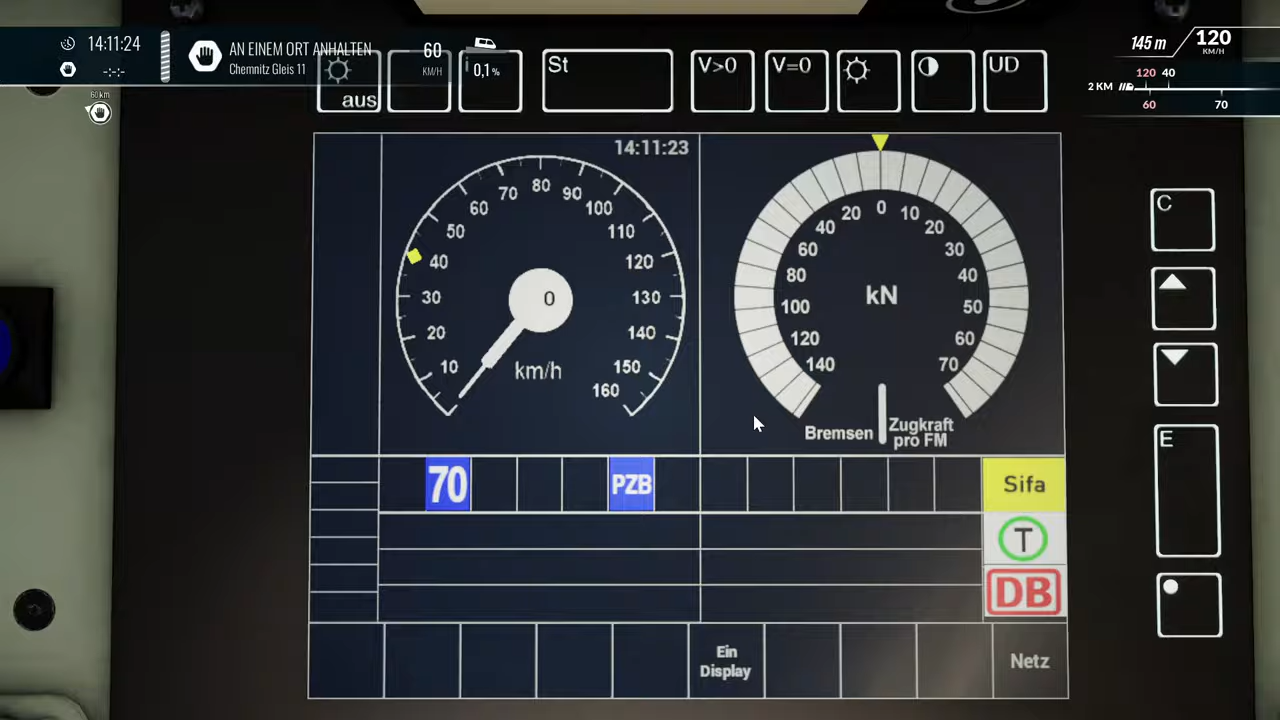 14:11:24
-:-:-
AN EINEM ORT ANHALTEN
Chemnitz Gleis 11
60
KM/H
0,1 %
145 m
120
KM/H
120 40
2 KM
60 70
60 km
aus
St
V>0
V=0
UD
14:11:23
10
20
30
40
50
60
70
80
90
100
110
120
130
140
150
160
0
km/h
140
120
100
80
60
40
20
0
10
20
30
40
50
60
70
kN
Bremsen
Zugkraft
pro FM
70
PZB
Sifa
T
DB
Ein
Display
Netz
C
E